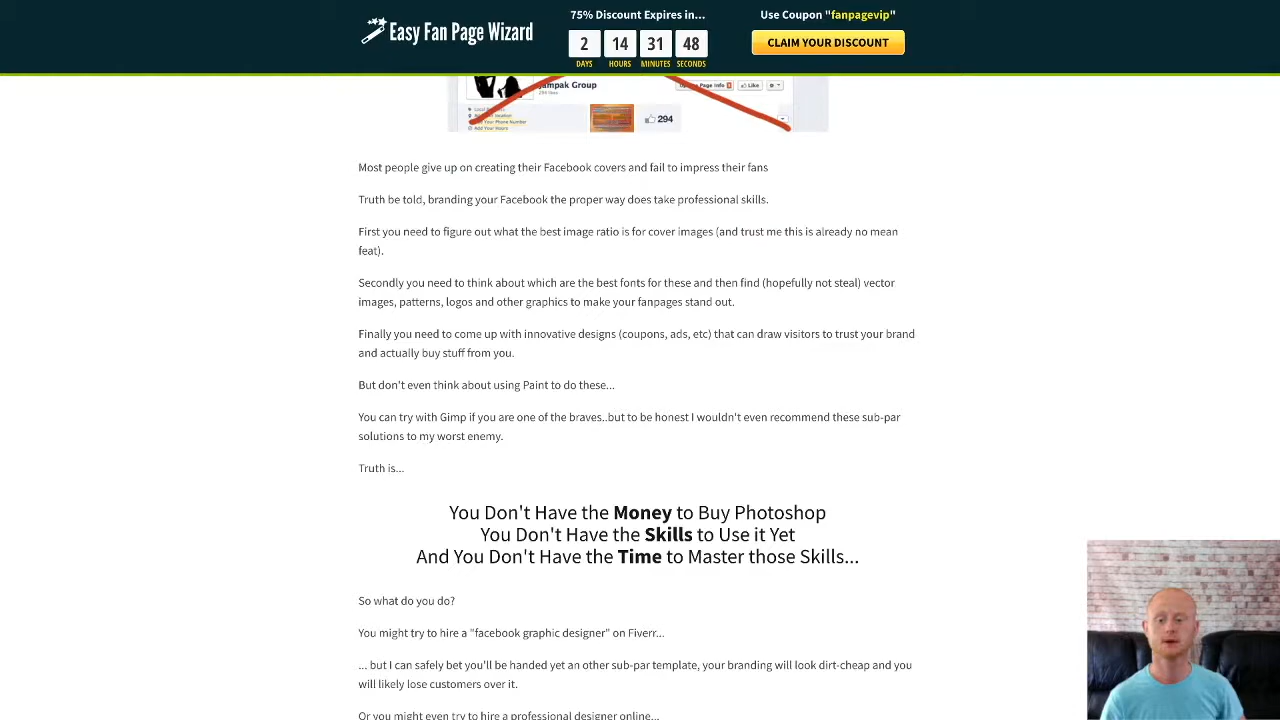 Easy Fan Page Wizard
75% Discount Expires in...
2 14 31 48
DAYS HOURS MINUTES SECONDS
Use Coupon "fanpagevip"
CLAIM YOUR DISCOUNT
Group
Like
294
Most people give up on creating their Facebook covers and fail to impress their fans
Truth be told, branding your Facebook the proper way does take professional skills.
First you need to figure out what the best image ratio is for cover images (and trust me this is already no mean
feat).
Secondly you need to think about which are the best fonts for these and then find (hopefully not steal) vector
images, patterns, logos and other graphics to make your fanpages stand out.
Finally you need to come up with innovative designs (coupons, ads, etc) that can draw visitors to trust your brand
and actually buy stuff from you.
But don't even think about using Paint to do these...
You can try with Gimp if you are one of the braves..but to be honest I wouldn't even recommend these sub-par
solutions to my worst enemy.
Truth is...
You Don't Have the Money to Buy Photoshop
You Don't Have the Skills to Use it Yet
And You Don't Have the Time to Master those Skills...
So what do you do?
You might try to hire a "facebook graphic designer" on Fiverr...
... but I can safely bet you'll be handed yet an other sub-par template, your branding will look dirt-cheap and you
will likely lose customers over it.
Or you might even try to hire a professional designer online...